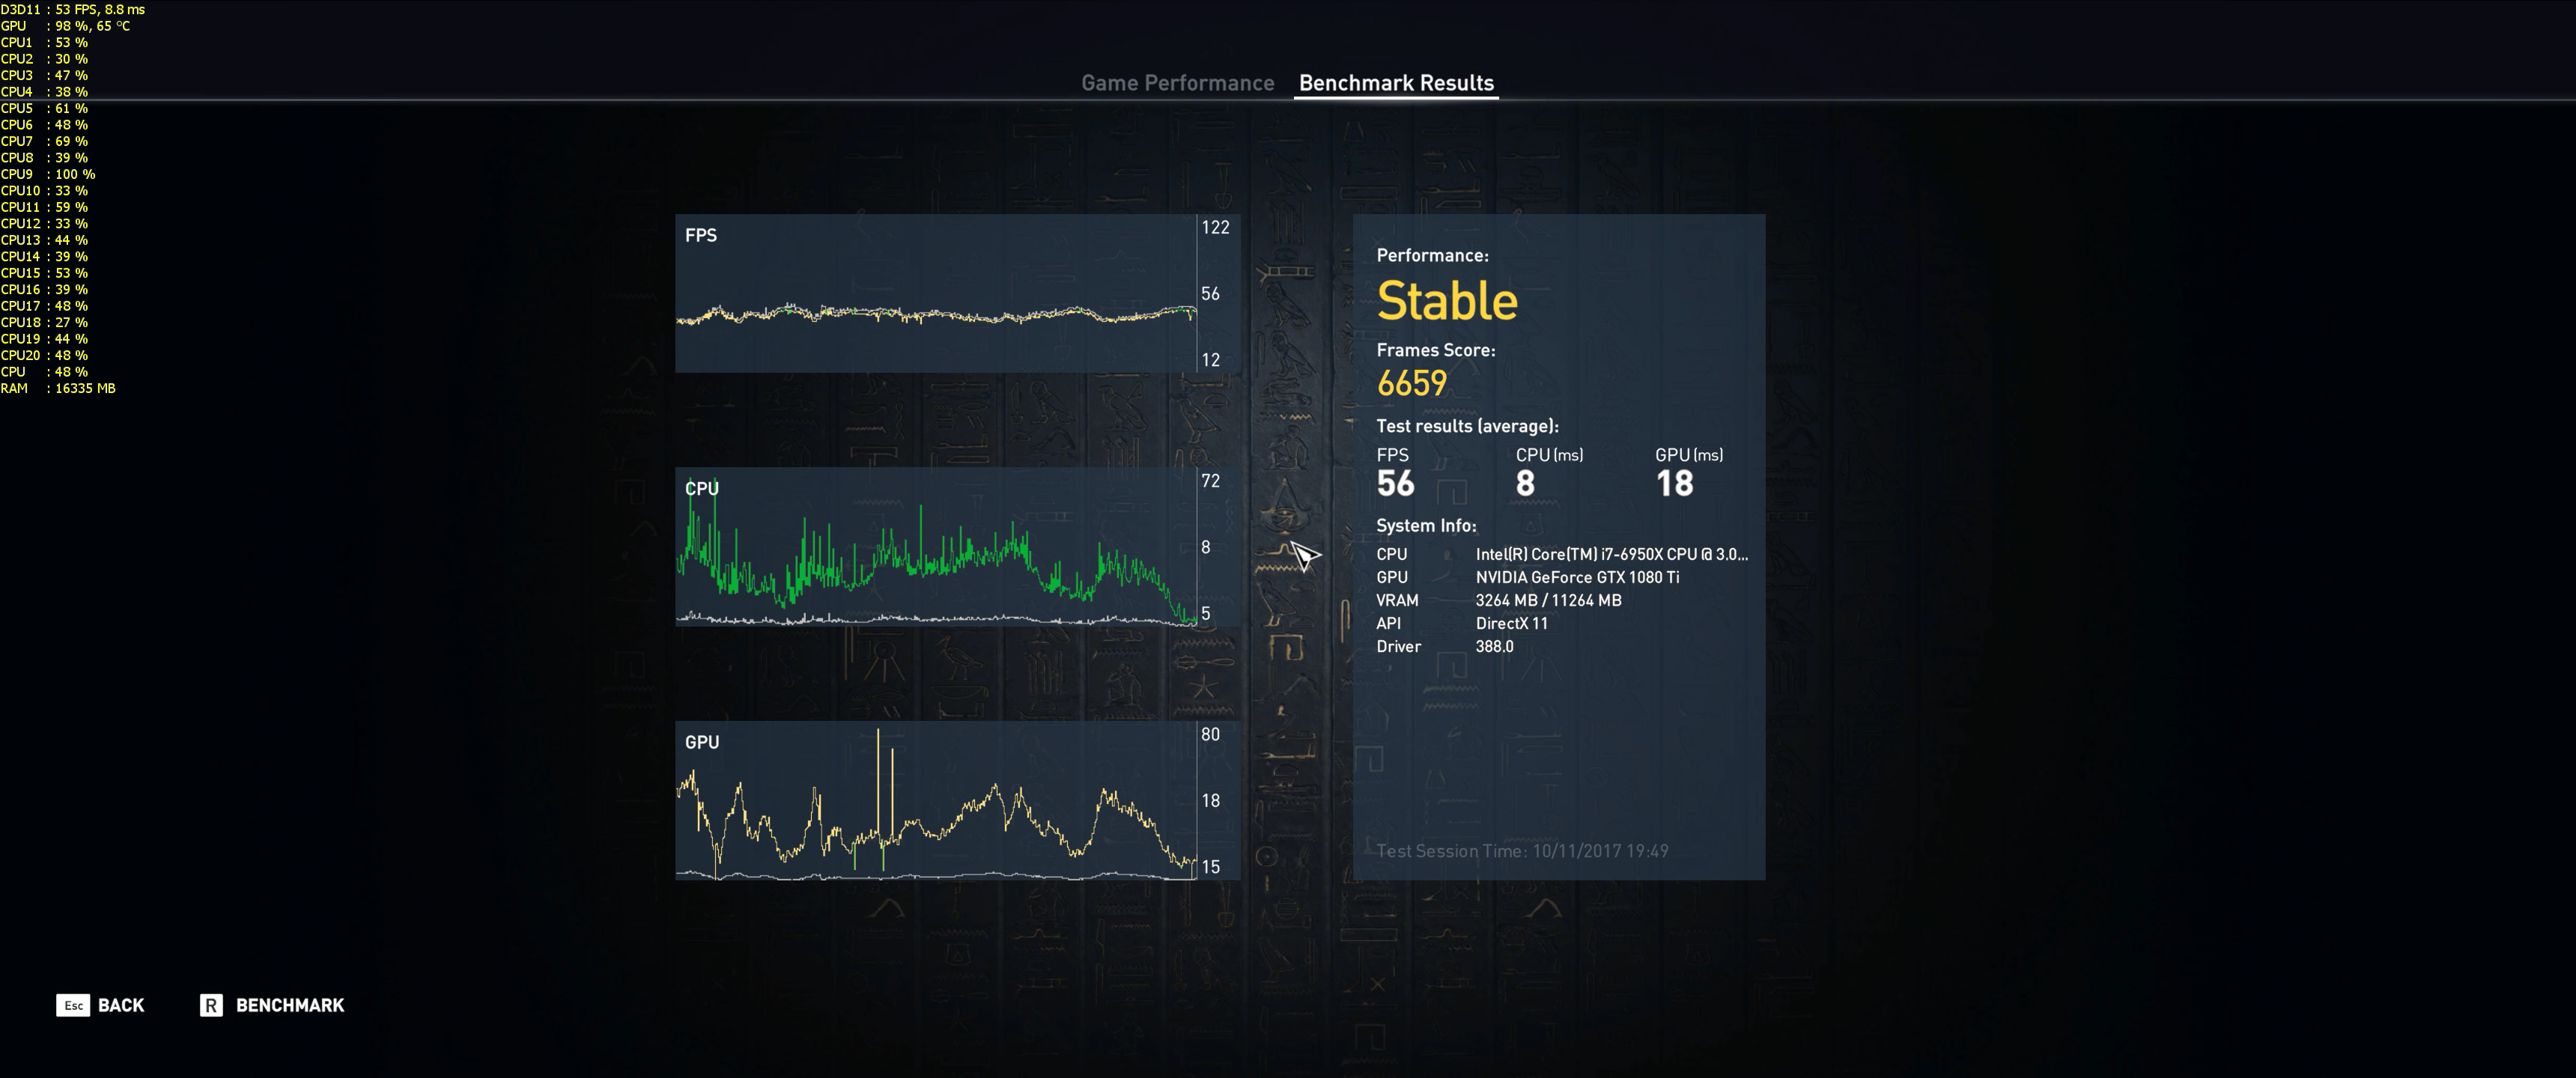 D3D11 : 53 FPS, 8.8 ms
GPU : 98 %, 65 °C
CPU1 : 53 %
CPU2 : 30 %
CPU3 : 47 %
CPU4 : 38 %
CPU5 : 61 %
CPU6 : 48 %
CPU7 : 69 %
CPU8 : 39 %
CPU9 : 100 %
CPU10 : 33 %
CPU11 : 59 %
CPU12 : 33 %
CPU13 : 44 %
CPU14 : 39 %
CPU15 : 53 %
CPU16 : 39 %
CPU17 : 48 %
CPU18 : 27 %
CPU19 : 44 %
CPU20 : 48 %
CPU : 48 %
RAM : 16335 MB
Game Performance Benchmark Results
FPS
122
56
12
CPU
72
8
5
GPU
80
18
15
Performance:
Stable
Frames Score:
6659
Test results (average):
FPS CPU (ms) GPU (ms)
56 8 18
System Info:
CPU Intel(R) Core(TM) i7-6950X CPU @ 3.0...
GPU NVIDIA GeForce GTX 1080 Ti
VRAM 3264 MB / 11264 MB
API DirectX 11
Driver 388.0
Test Session Time: 10/11/2017 19:49
Esc BACK R BENCHMARK